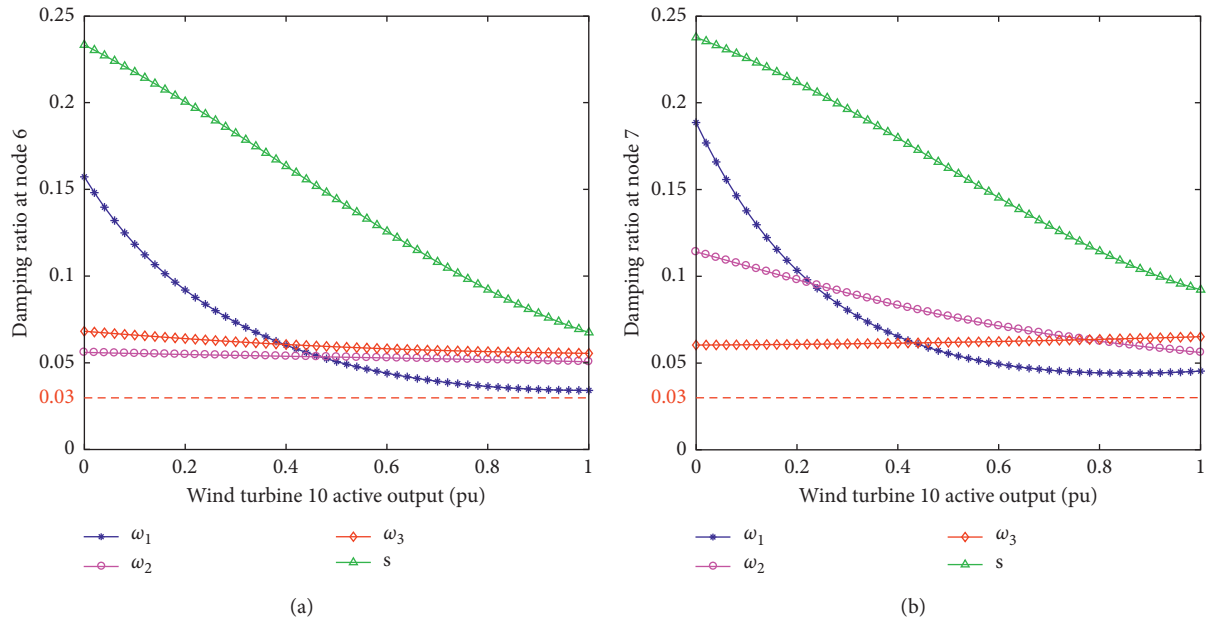 0.25
0.2
0.15
0.1
0.05
0.03
0
Damping ratio at node 6
0 0.2 0.4 0.6 0.8 1
Wind turbine 10 active output (pu)
ω1 ω3
ω2 s
(a)
0.25
0.2
0.15
0.1
0.05
0.03
0
Damping ratio at node 7
0 0.2 0.4 0.6 0.8 1
Wind turbine 10 active output (pu)
ω1 ω3
ω2 s
(b)